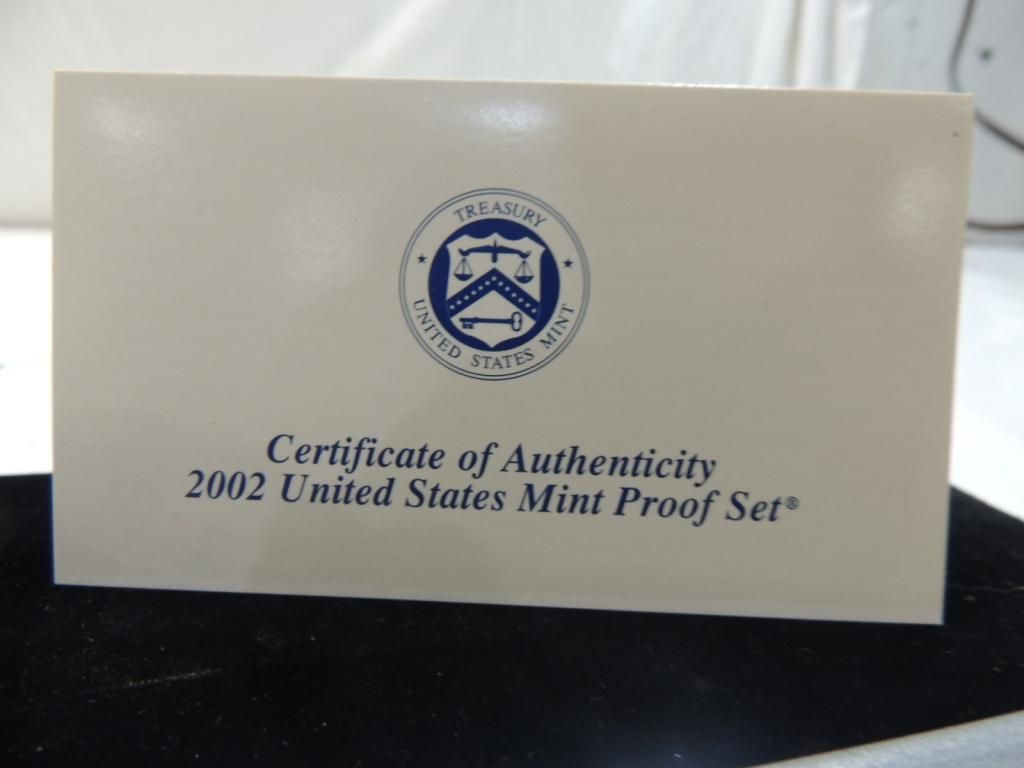 TREASURY
UNITED STATES MINT
Certificate of Authenticity
2002 United States Mint Proof Set®